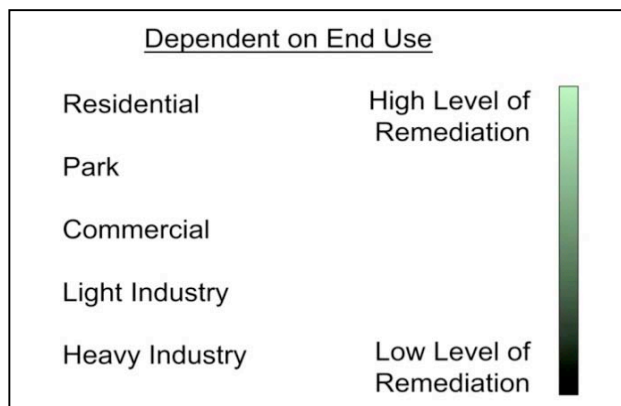 Dependent on End Use
Residential
High Level of
Remediation
Park
Commercial
Light Industry
Heavy Industry
Low Level of
Remediation